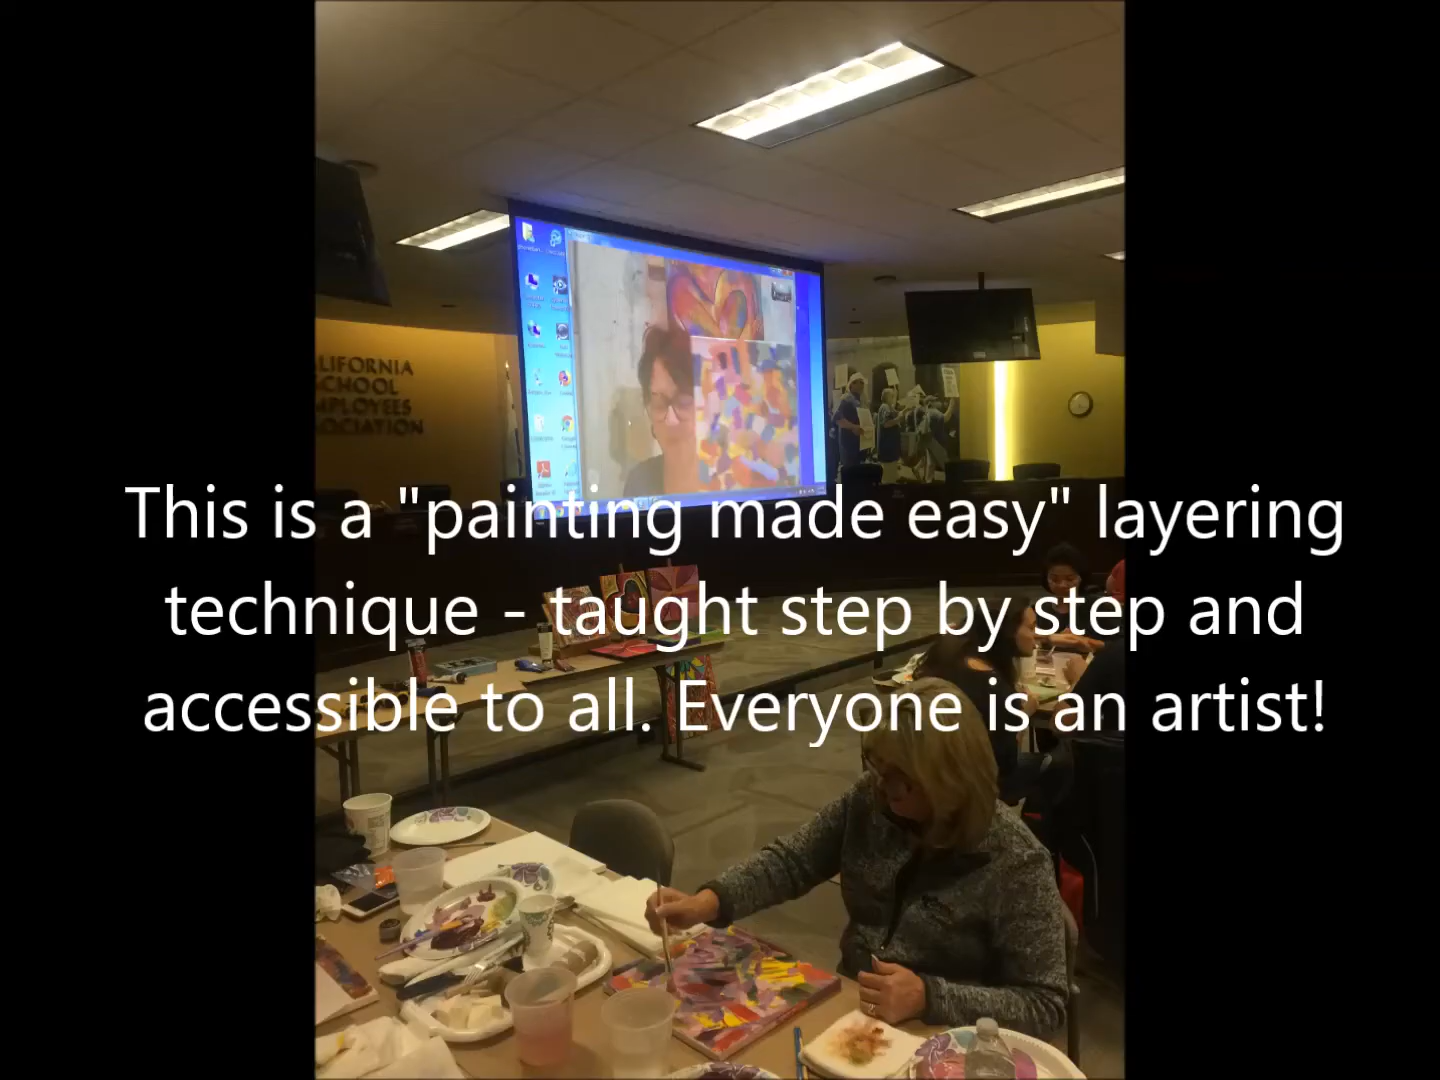 LIFORNIA
CHOOL
MPLOYEES
OCIATION
This is a "painting made easy" layering
technique - taught step by step and
accessible to all. Everyone is an artist!